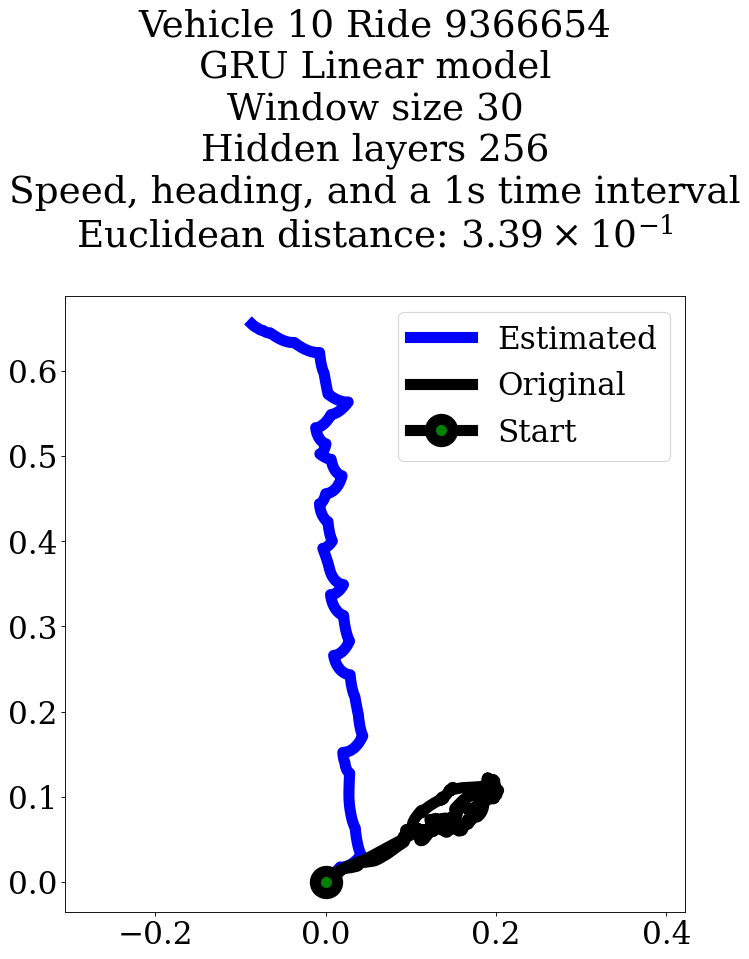 Vehicle 10 Ride 9366654
GRU Linear model
Window size 30
Hidden layers 256
Speed, heading, and a 1s time interval
Euclidean distance: 3.39 × 10⁻¹
Estimated
Original
Start
0.6
0.5
0.4
0.3
0.2
0.1
0.0
−0.2
0.0
0.2
0.4